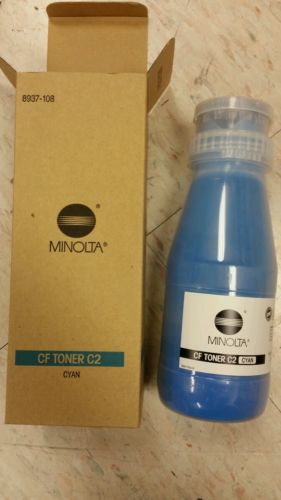 8937-108
MINOLTA®
CF TONER C2
CYAN
MINOLTA®
CF TONER C2 CYAN